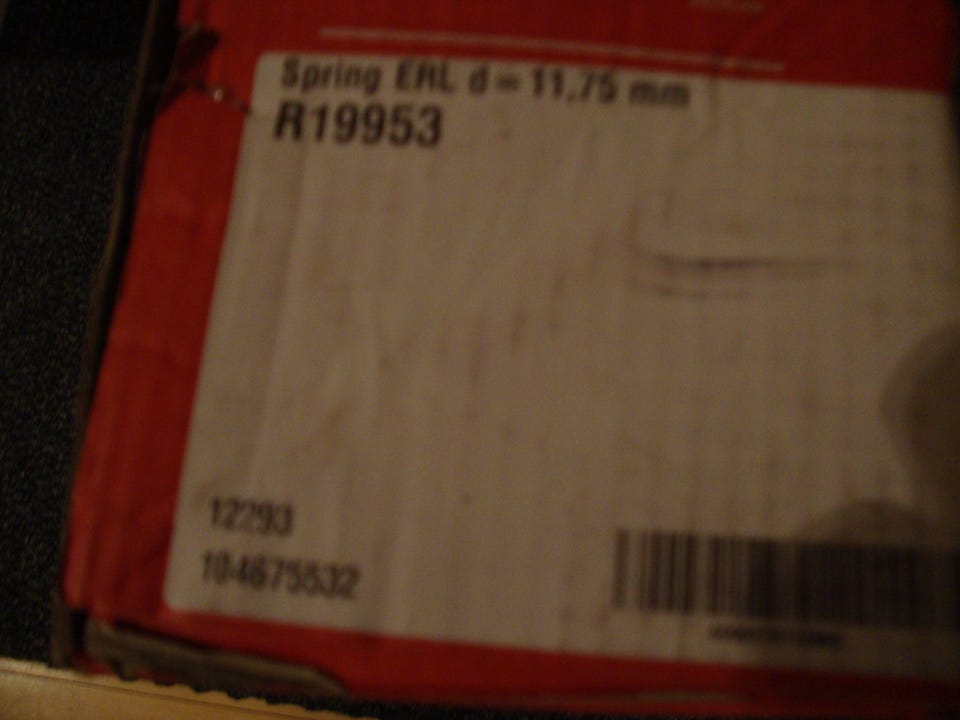 Spring ERL d = 11,75 mm
R19953
12293
104675532